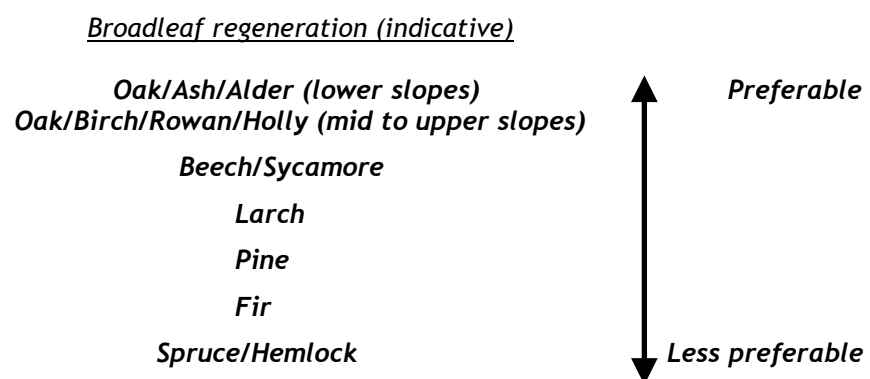 Broadleaf regeneration (indicative)
Oak/Ash/Alder (lower slopes) Preferable
Oak/Birch/Rowan/Holly (mid to upper slopes)
Beech/Sycamore
Larch
Pine
Fir
Spruce/Hemlock Less preferable